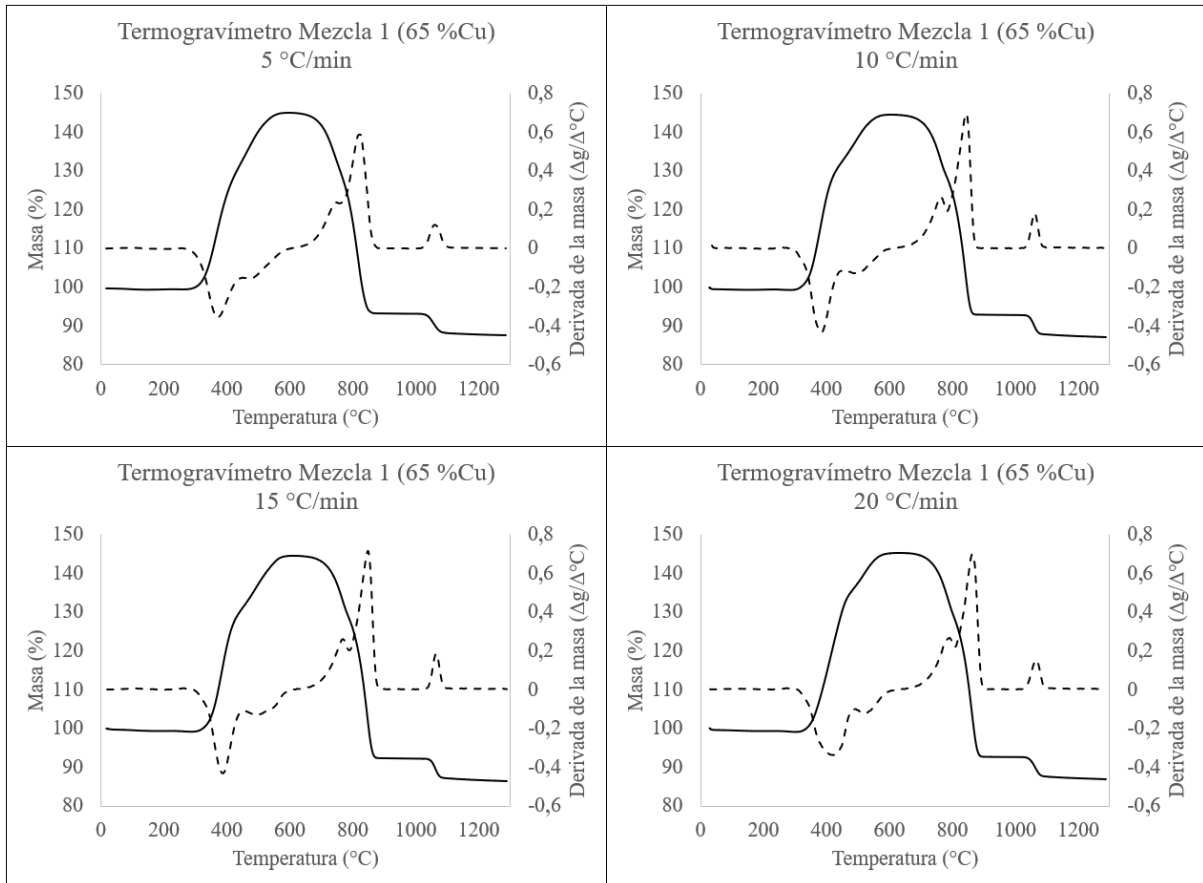 Termogravímetro Mezcla 1 (65 %Cu)
5 °C/min
150
140
130
120
110
100
90
80
Masa (%)
0,8
0,6
0,4
0,2
0
-0,2
-0,4
-0,6
Derivada de la masa (Δg/Δ°C)
0 200 400 600 800 1000 1200
Temperatura (°C)
Termogravímetro Mezcla 1 (65 %Cu)
10 °C/min
150
140
130
120
110
100
90
80
Masa (%)
0,8
0,6
0,4
0,2
0
-0,2
-0,4
-0,6
Derivada de la masa (Δg/Δ°C)
0 200 400 600 800 1000 1200
Temperatura (°C)
Termogravímetro Mezcla 1 (65 %Cu)
15 °C/min
150
140
130
120
110
100
90
80
Masa (%)
0,8
0,6
0,4
0,2
0
-0,2
-0,4
-0,6
Derivada de la masa (Δg/Δ°C)
0 200 400 600 800 1000 1200
Temperatura (°C)
Termogravímetro Mezcla 1 (65 %Cu)
20 °C/min
150
140
130
120
110
100
90
80
Masa (%)
0,8
0,6
0,4
0,2
0
-0,2
-0,4
-0,6
Derivada de la masa (Δg/Δ°C)
0 200 400 600 800 1000 1200
Temperatura (°C)